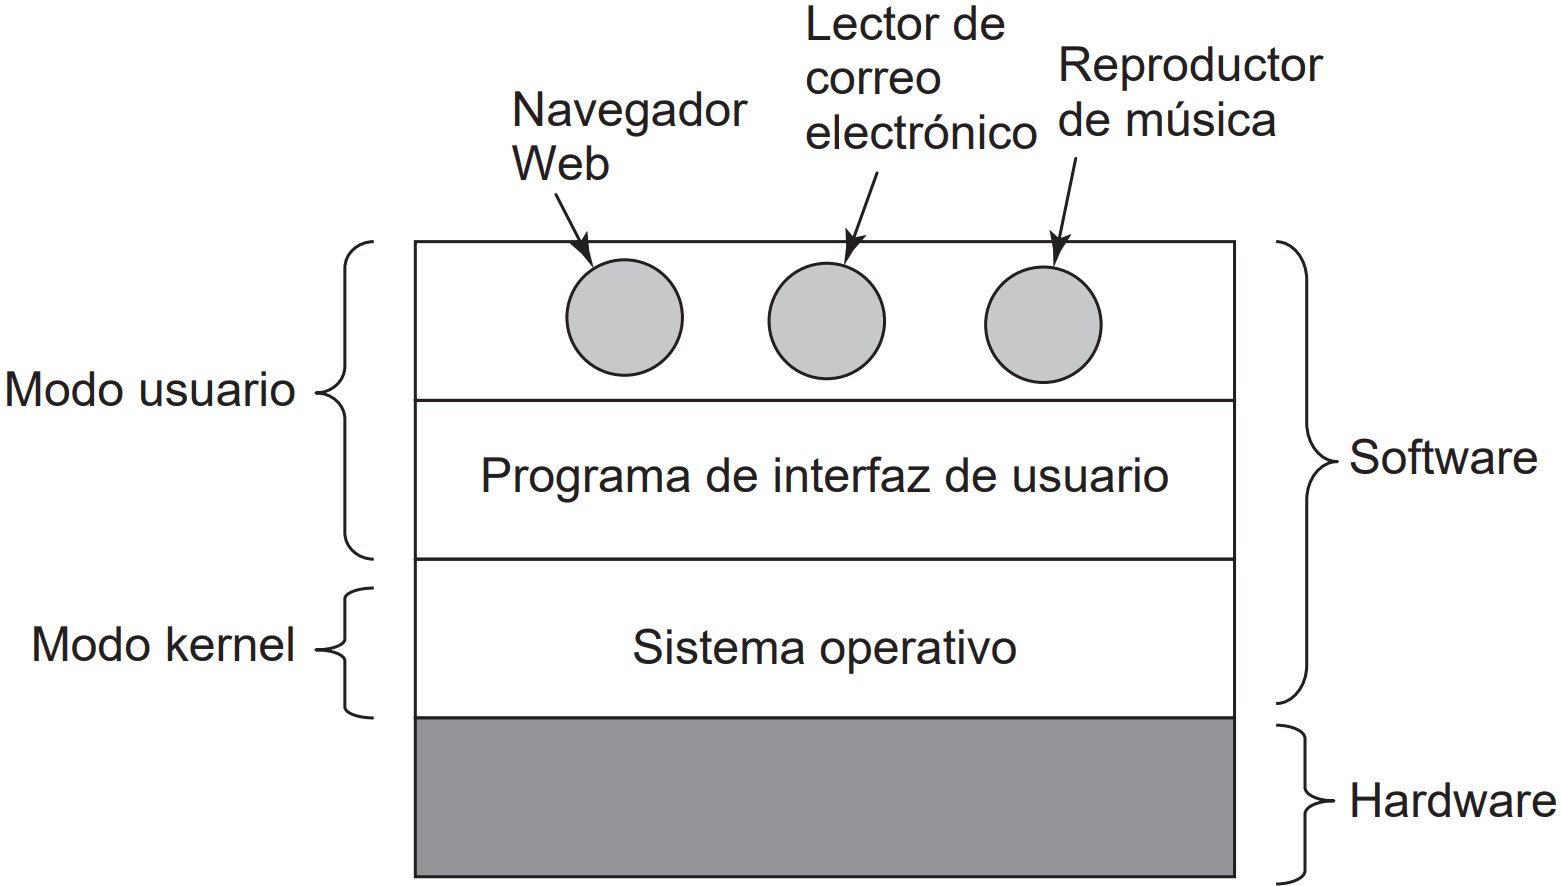 Lector de
correo
electrónico
Reproductor
de música
Navegador
Web
Modo usuario
Programa de interfaz de usuario
Software
Modo kernel
Sistema operativo
Hardware